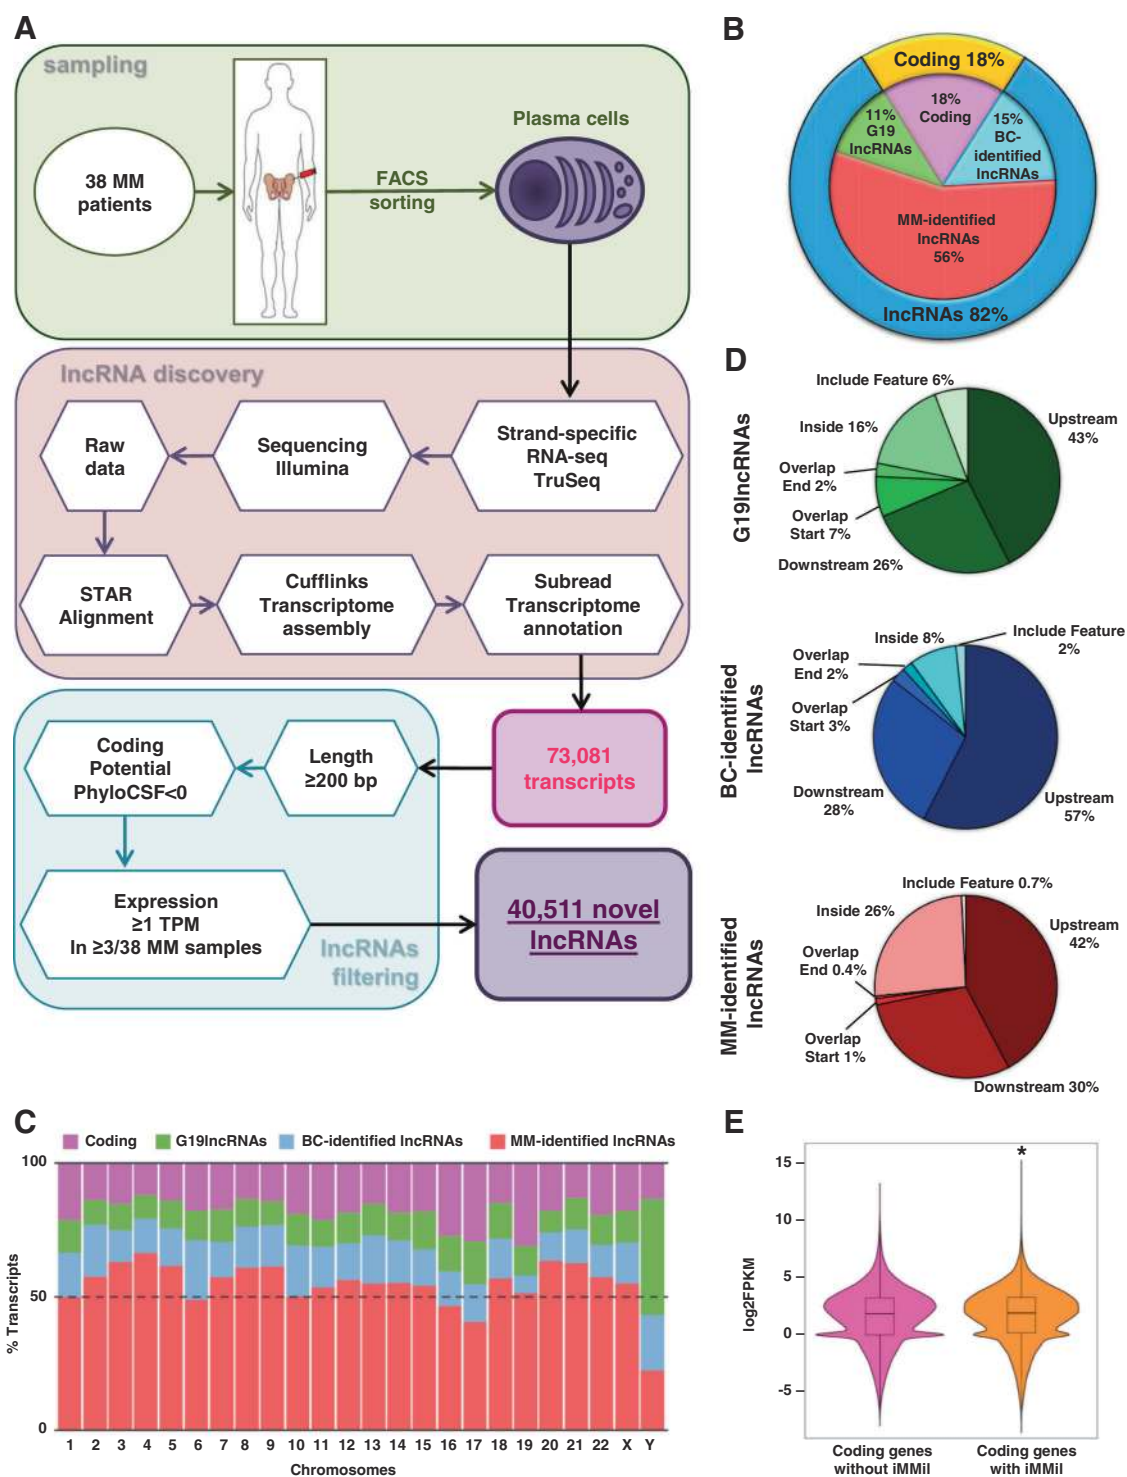 A
sampling
38 MM
patients
FACS
sorting
Plasma cells
lncRNA discovery
Strand-specific
RNA-seq
TruSeq
Sequencing
Illumina
Raw
data
STAR
Alignment
Cufflinks
Transcriptome
assembly
Subread
Transcriptome
annotation
73,081
transcripts
Length
≥200 bp
Coding
Potential
PhyloCSF<0
Expression
≥1 TPM
In ≥3/38 MM samples
lncRNAs
filtering
40,511 novel
lncRNAs
B
Coding 18%
18%
Coding
11%
G19
lncRNAs
15%
BC-
identified
lncRNAs
MM-identified
lncRNAs
56%
lncRNAs 82%
D
G19lncRNAs
Include Feature 6%
Upstream
43%
Inside 16%
Overlap
End 2%
Overlap
Start 7%
Downstream 26%
BC-identified
lncRNAs
Inside 8%
Include Feature
2%
Overlap
End 2%
Overlap
Start 3%
Downstream
28%
Upstream
57%
MM-identified
lncRNAs
Include Feature 0.7%
Inside 26%
Upstream
42%
Overlap
End 0.4%
Overlap
Start 1%
Downstream 30%
C
Coding
G19lncRNAs
BC-identified lncRNAs
MM-identified lncRNAs
% Transcripts
100
50
0
1 2 3 4 5 6 7 8 9 10 11 12 13 14 15 16 17 18 19 20 21 22 X Y
Chromosomes
E
log2FPKM
15
10
5
0
-5
*
Coding genes
without iMMil
Coding genes
with iMMil